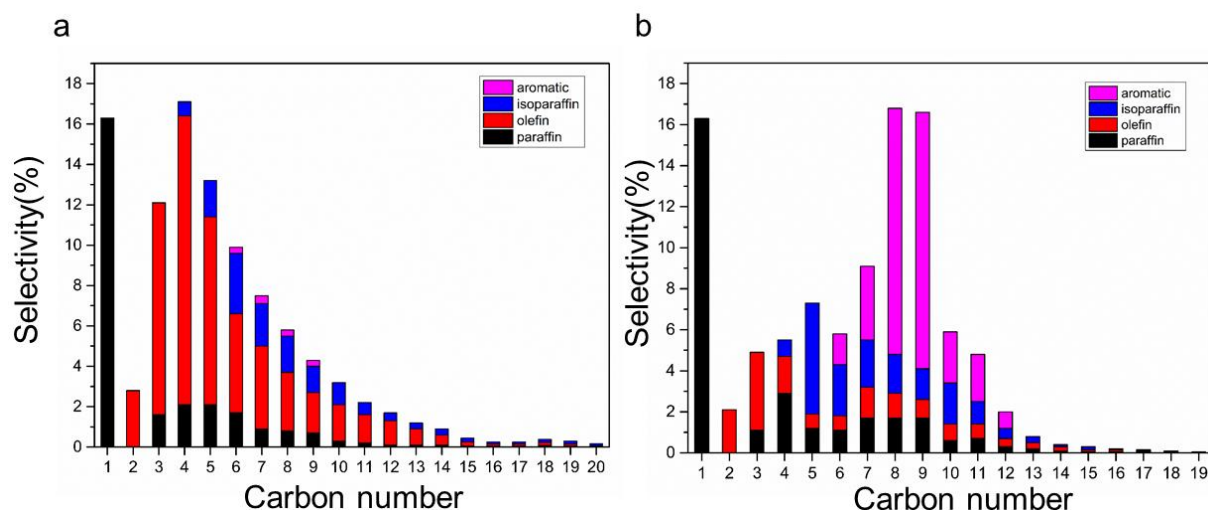 a
18
16
14
12
10
8
6
4
2
0
Selectivity(%)
aromatic
isoparaffin
olefin
paraffin
1 2 3 4 5 6 7 8 9 10 11 12 13 14 15 16 17 18 19 20
Carbon number
b
18
16
14
12
10
8
6
4
2
0
Selectivity(%)
aromatic
isoparaffin
olefin
paraffin
1 2 3 4 5 6 7 8 9 10 11 12 13 14 15 16 17 18 19
Carbon number